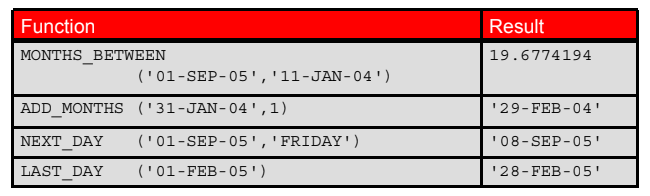 Function Result
MONTHS_BETWEEN 19.6774194
('01-SEP-05','11-JAN-04')
ADD_MONTHS ('31-JAN-04',1) '29-FEB-04'
NEXT_DAY ('01-SEP-05','FRIDAY') '08-SEP-05'
LAST_DAY ('01-FEB-05') '28-FEB-05'